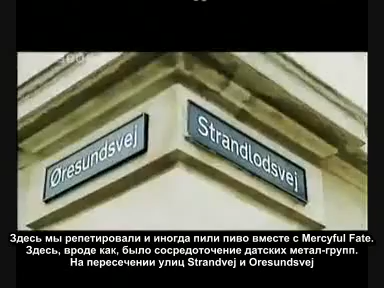 Øresundsvej
Strandlodsvej
Здесь мы репетировали и иногда пили пиво вместе с Mercyful Fate.
Здесь, вроде как, было сосредоточение датских метал-групп.
На пересечении улиц Strandvej и Oresundsvej